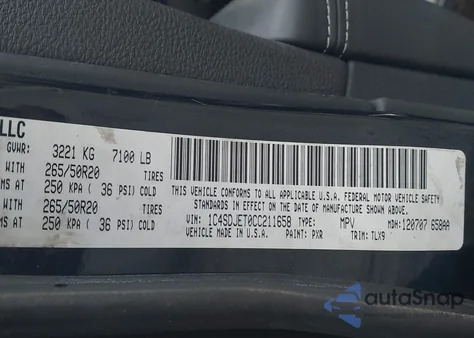 LLC
GVWR: 3221 KG 7100 LB
WITH 265/50R20 TIRES
MS AT 250 KPA ( 36 PSI) COLD
WITH 265/50R20 TIRES
MS AT 250 KPA ( 36 PSI) COLD
THIS VEHICLE CONFORMS TO ALL APPLICABLE U.S.A. FEDERAL MOTOR VEHICLE SAFETY
STANDARDS IN EFFECT ON THE DATE OF MANUFACTURE SHOWN ABOVE.
VIN: 1C4SDJET0CC211658 TYPE: MPV MDH: 120707 658AA
VEHICLE MADE IN U.S.A. PAINT: PXR TRIM: TLX9
autoSnap